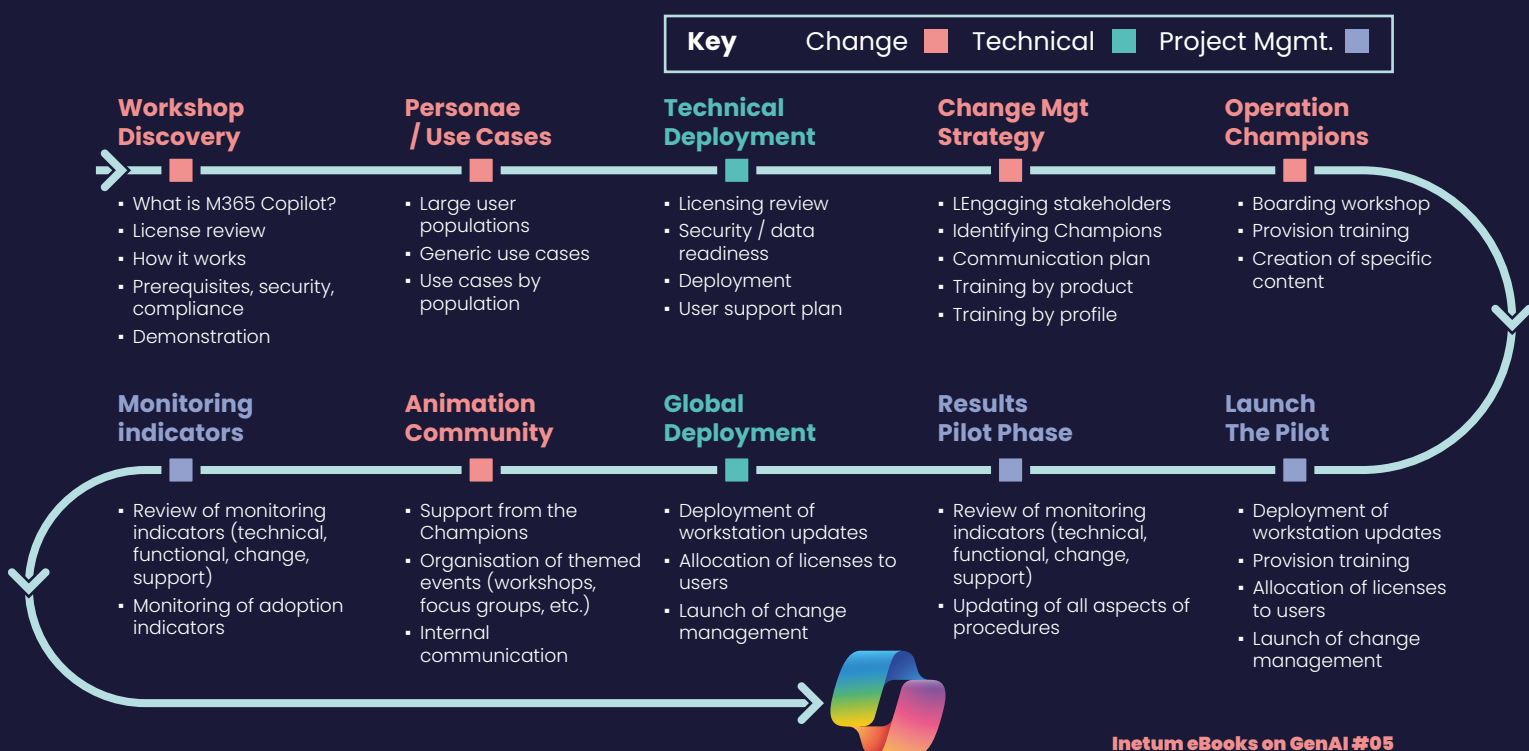 Key Change Technical Project Mgmt.
Workshop
Discovery
What is M365 Copilot?
License review
How it works
Prerequisites, security,
compliance
Demonstration
Personae
/ Use Cases
Large user
populations
Generic use cases
Use cases by
population
Technical
Deployment
Licensing review
Security / data
readiness
Deployment
User support plan
Change Mgt
Strategy
LEngaging stakeholders
Identifying Champions
Communication plan
Training by product
Training by profile
Operation
Champions
Boarding workshop
Provision training
Creation of specific
content
Launch
The Pilot
Deployment of
workstation updates
Provision training
Allocation of licenses
to users
Launch of change
management
Results
Pilot Phase
Review of monitoring
indicators (technical,
functional, change,
support)
Updating of all aspects of
procedures
Global
Deployment
Deployment of
workstation updates
Allocation of licenses to
users
Launch of change
management
Animation
Community
Support from the
Champions
Organisation of themed
events (workshops,
focus groups, etc.)
Internal
communication
Monitoring
indicators
Review of monitoring
indicators (technical,
functional, change,
support)
Monitoring of adoption
indicators
Inetum eBooks on GenAI #05